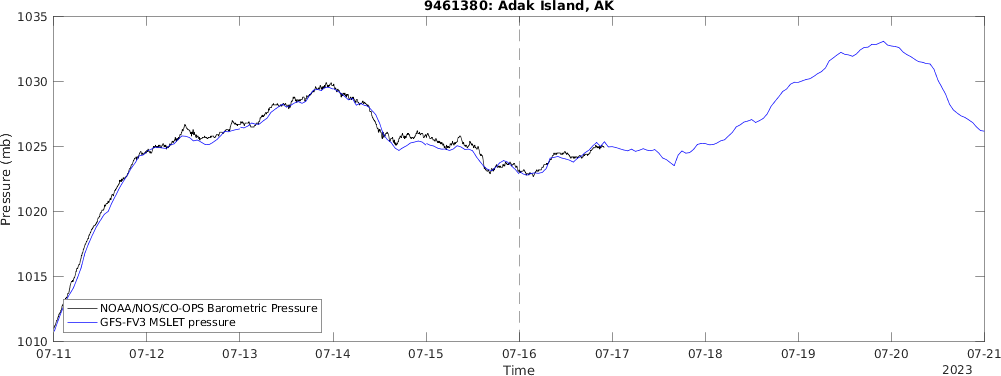 9461380: Adak Island, AK
1035
1030
1025
1020
1015
1010
Pressure (mb)
NOAA/NOS/CO-OPS Barometric Pressure
GFS-FV3 MSLET pressure
07-11 07-12 07-13 07-14 07-15 07-16 07-17 07-18 07-19 07-20 07-21
Time
2023